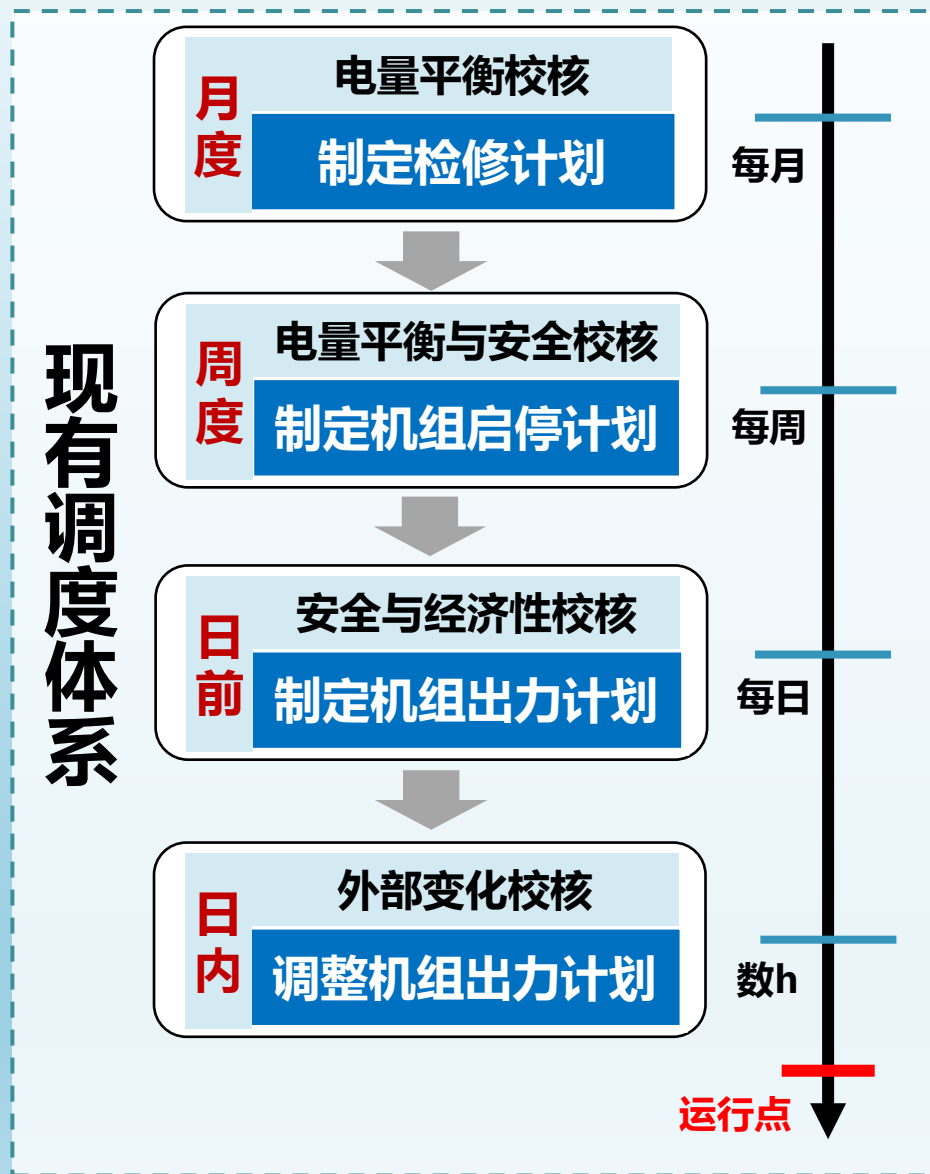 现有调度体系
月度
电量平衡校核
制定检修计划
每月
周度
电量平衡与安全校核
制定机组启停计划
每周
日前
安全与经济性校核
制定机组出力计划
每日
日内
外部变化校核
调整机组出力计划
数h
运行点